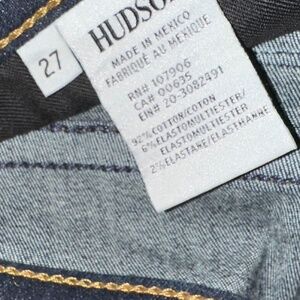 HUDSON
27
MADE IN MEXICO
FABRIQUÉ AU MEXIQUE
RN# 107906
CA# 00635
EIN# 20-3082491
92% COTTON/COTON
6% ELASTOMULTIESTER/
ELASTOMULTIESTER
2% ELASTANE/ELASTHANNE